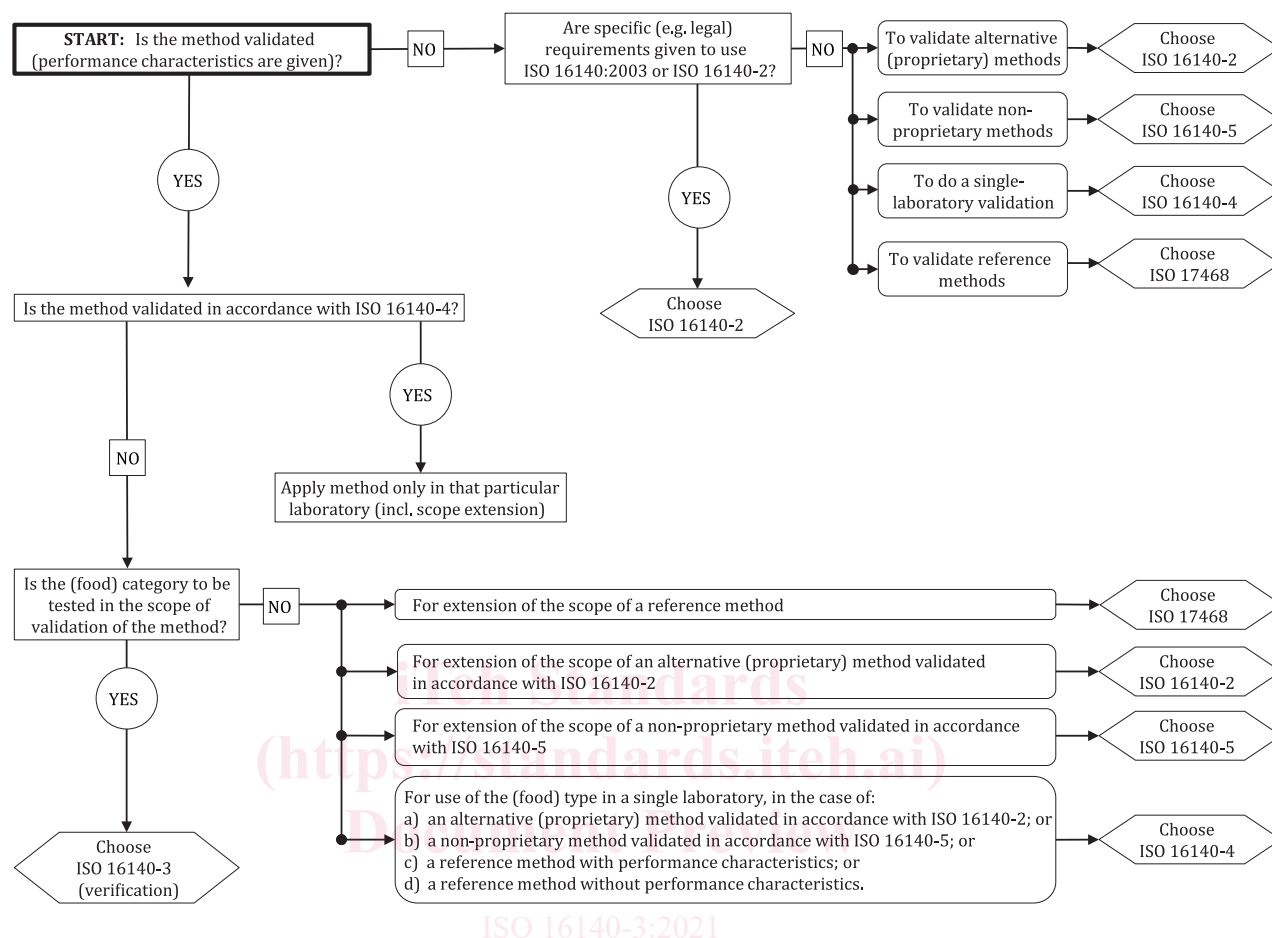 START: Is the method validated
(performance characteristics are given)?
NO
Are specific (e.g. legal)
requirements given to use
ISO 16140:2003 or ISO 16140-2?
NO
To validate alternative
(proprietary) methods
Choose
ISO 16140-2
To validate non-
proprietary methods
Choose
ISO 16140-5
To do a single-
laboratory validation
Choose
ISO 16140-4
To validate reference
methods
Choose
ISO 17468
YES
YES
Choose
ISO 16140-2
Is the method validated in accordance with ISO 16140-4?
YES
NO
Apply method only in that particular
laboratory (incl. scope extension)
Is the (food) category to be
tested in the scope of
validation of the method?
NO
For extension of the scope of a reference method
Choose
ISO 17468
For extension of the scope of an alternative (proprietary) method validated
in accordance with ISO 16140-2
Choose
ISO 16140-2
For extension of the scope of a non-proprietary method validated in accordance
with ISO 16140-5
Choose
ISO 16140-5
For use of the (food) type in a single laboratory, in the case of:
a) an alternative (proprietary) method validated in accordance with ISO 16140-2; or
b) a non-proprietary method validated in accordance with ISO 16140-5; or
c) a reference method with performance characteristics; or
d) a reference method without performance characteristics.
Choose
ISO 16140-4
YES
Choose
ISO 16140-3
(verification)
iTeh Standards
(https://standards.iteh.ai)
Document Preview
ISO 16140-3:2021